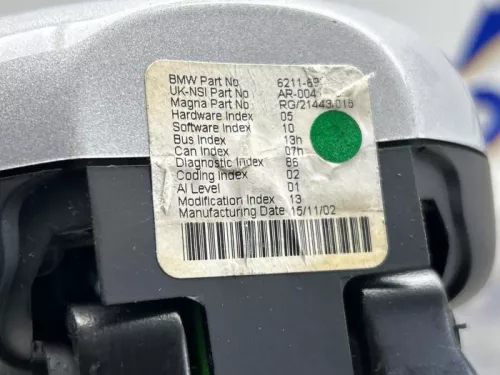 BMW Part No 6211-69
UK-NSI Part No AR-004
Magna Part No RG/21443.015
Hardware Index 05
Software Index 10
Bus Index 13h
Can Index 07h
Diagnostic Index 86
Coding Index 02
AI Level 01
Modification Index 13
Manufacturing Date 15/11/02